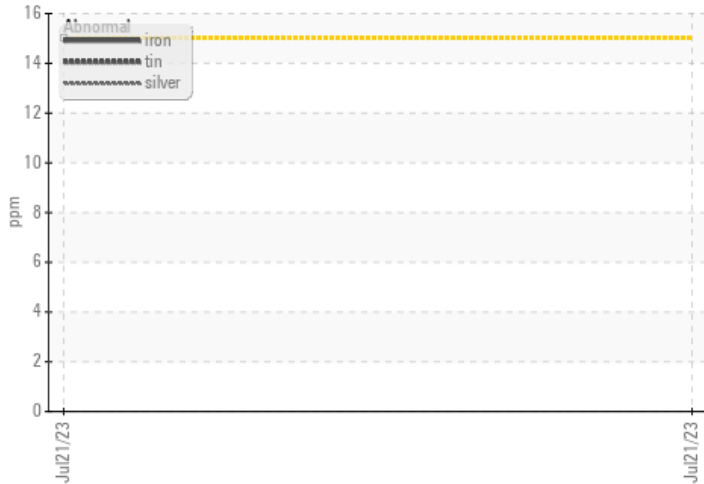 16
Abnormal
iron
tin
silver
14
12
10
8
6
4
2
0
ppm
Jul21/23
Jul21/23